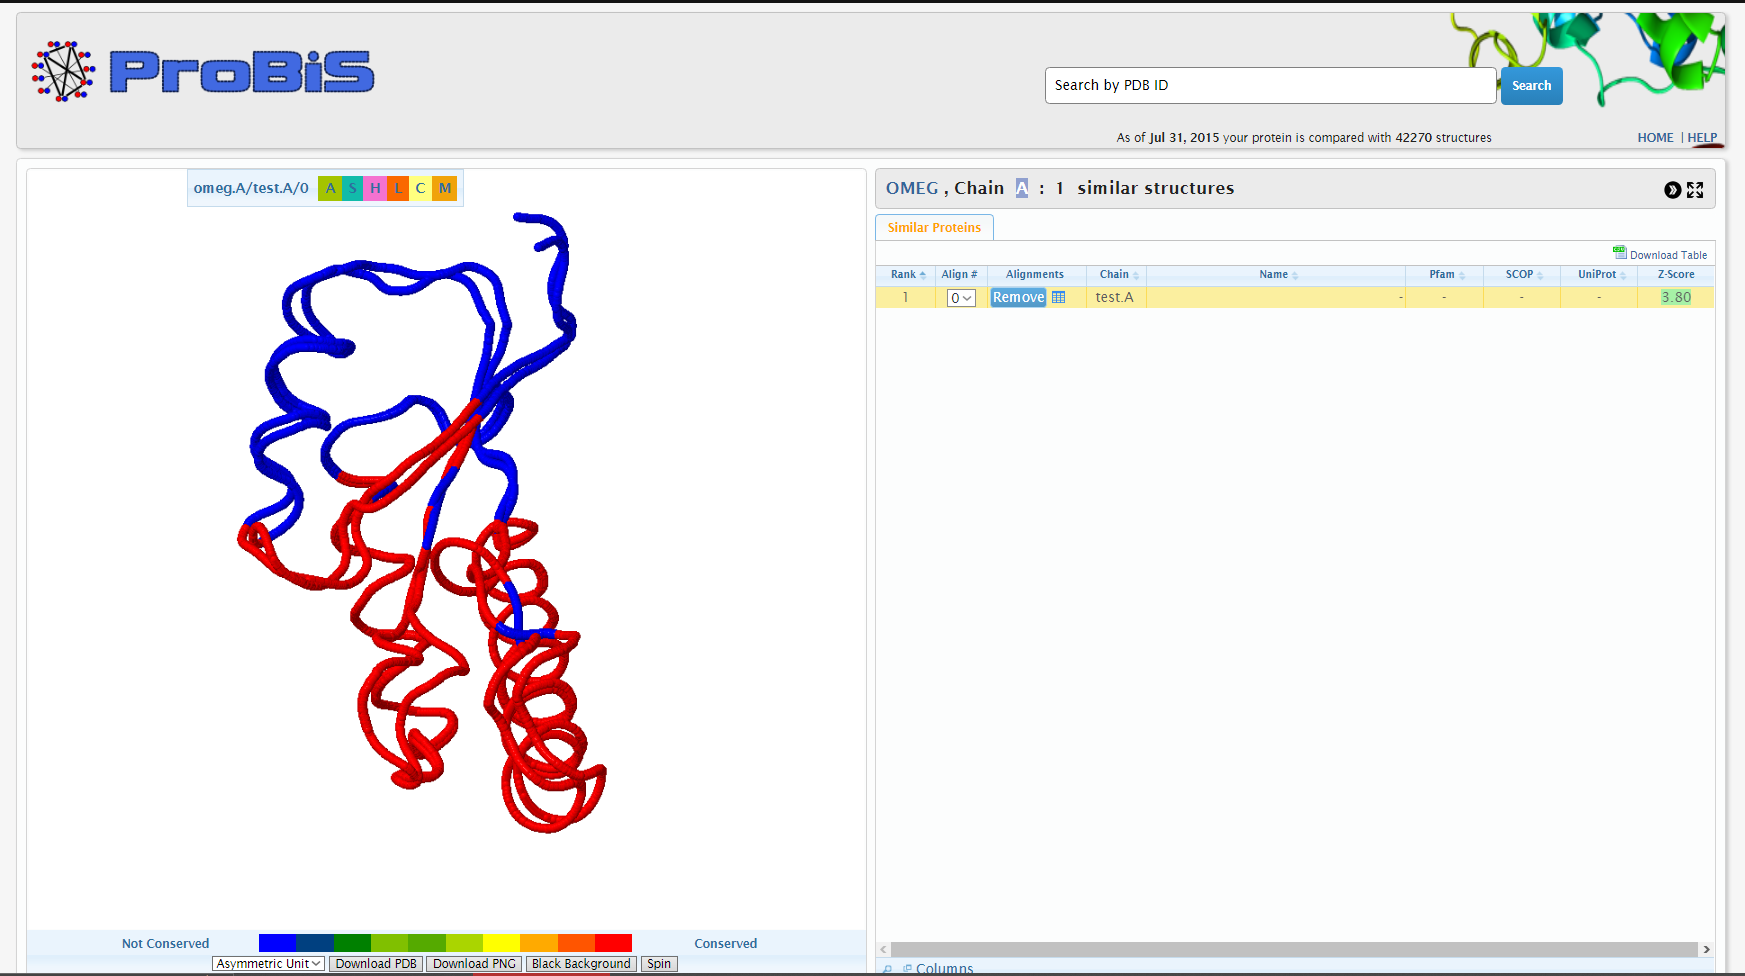 ProBiS
Search by PDB ID
Search
As of Jul 31, 2015 your protein is compared with 42270 structures
HOME | HELP
omeg.A/test.A/0 A S H L C M
OMEG , Chain A : 1 similar structures
Similar Proteins
Download Table
Rank Align # Alignments Chain Name Pfam SCOP UniProt Z-Score
1 0 Remove test.A - - - - 3.80
Not Conserved Conserved
Asymmetric Unit Download PDB Download PNG Black Background Spin
Columns